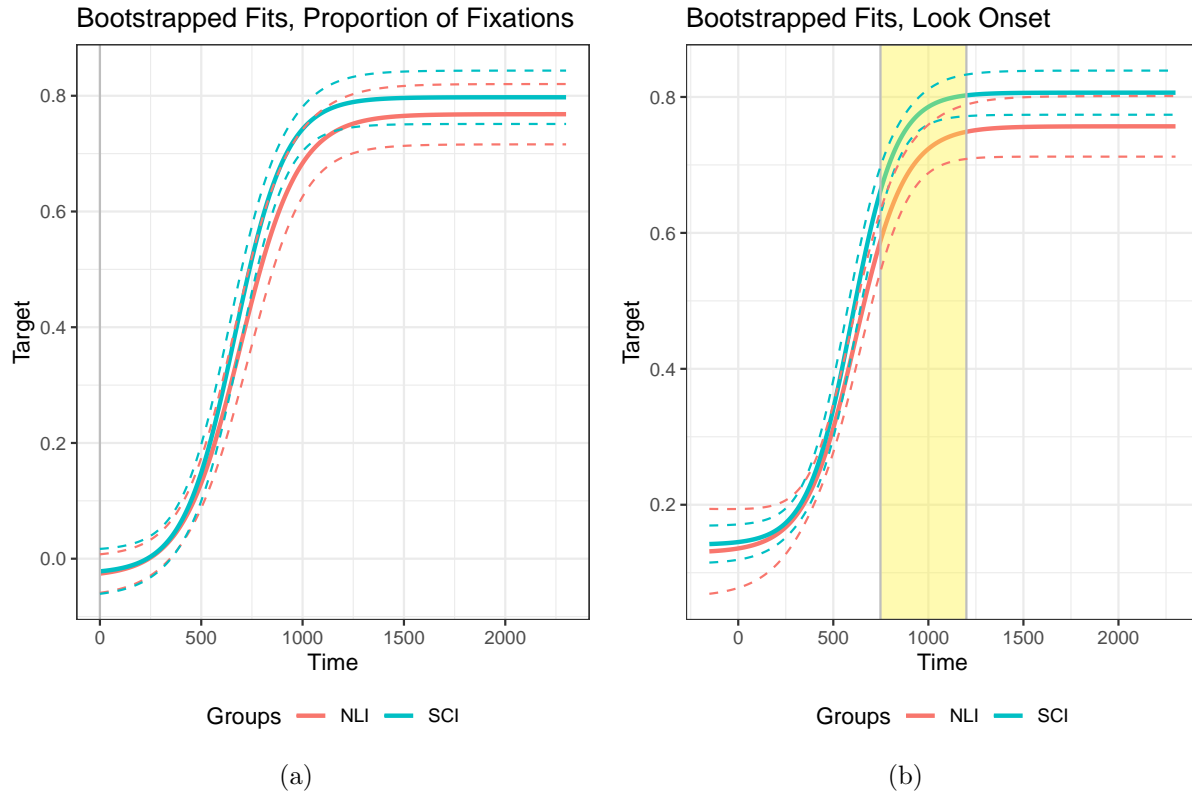 Bootstrapped Fits, Proportion of Fixations
0.8
0.6
0.4
0.2
0.0
Target
0 500 1000 1500 2000
Time
Groups NLI SCI
(a)
Bootstrapped Fits, Look Onset
0.8
0.6
0.4
0.2
Target
0 500 1000 1500 2000
Time
Groups NLI SCI
(b)